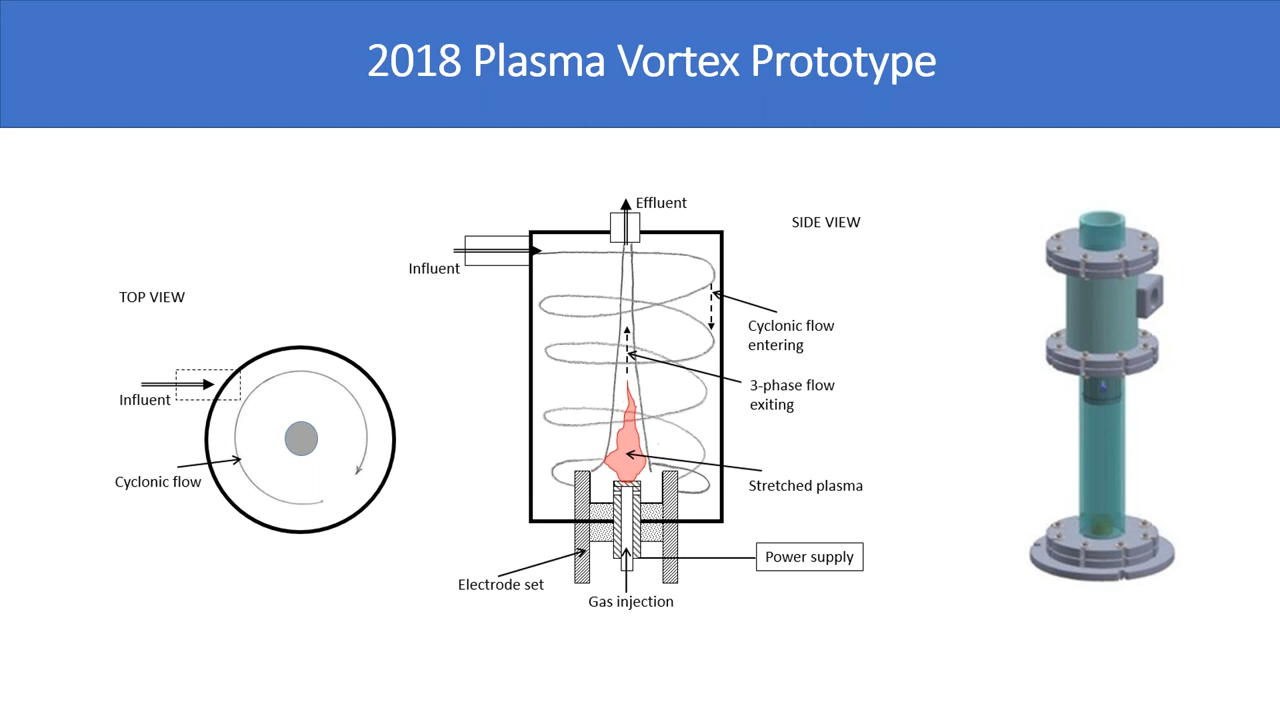 2018 Plasma Vortex Prototype
TOP VIEW
Influent
Cyclonic flow
Effluent
SIDE VIEW
Influent
Cyclonic flow
entering
3-phase flow
exiting
Stretched plasma
Power supply
Electrode set
Gas injection